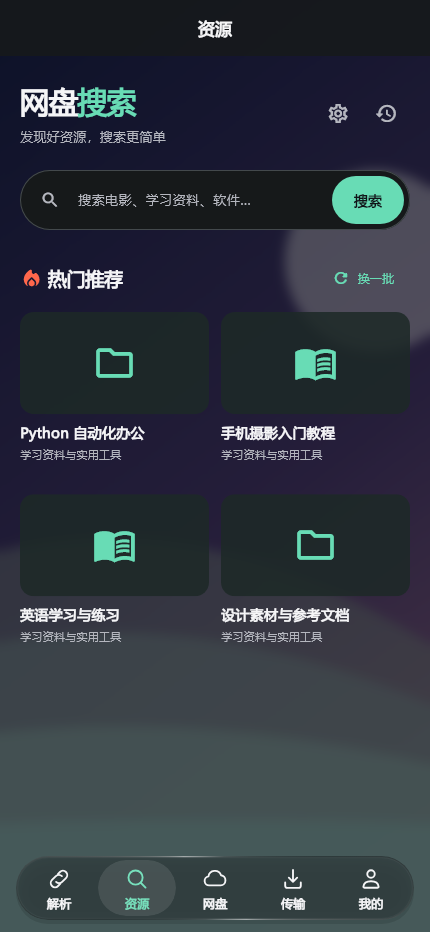 资源
网盘搜索
发现好资源，搜索更简单
搜索电影、学习资料、软件...
搜索
热门推荐
换一批
Python 自动化办公
手机摄影入门教程
学习资料与实用工具
学习资料与实用工具
英语学习与练习
设计素材与参考文档
学习资料与实用工具
学习资料与实用工具
解析
资源
网盘
传输
我的